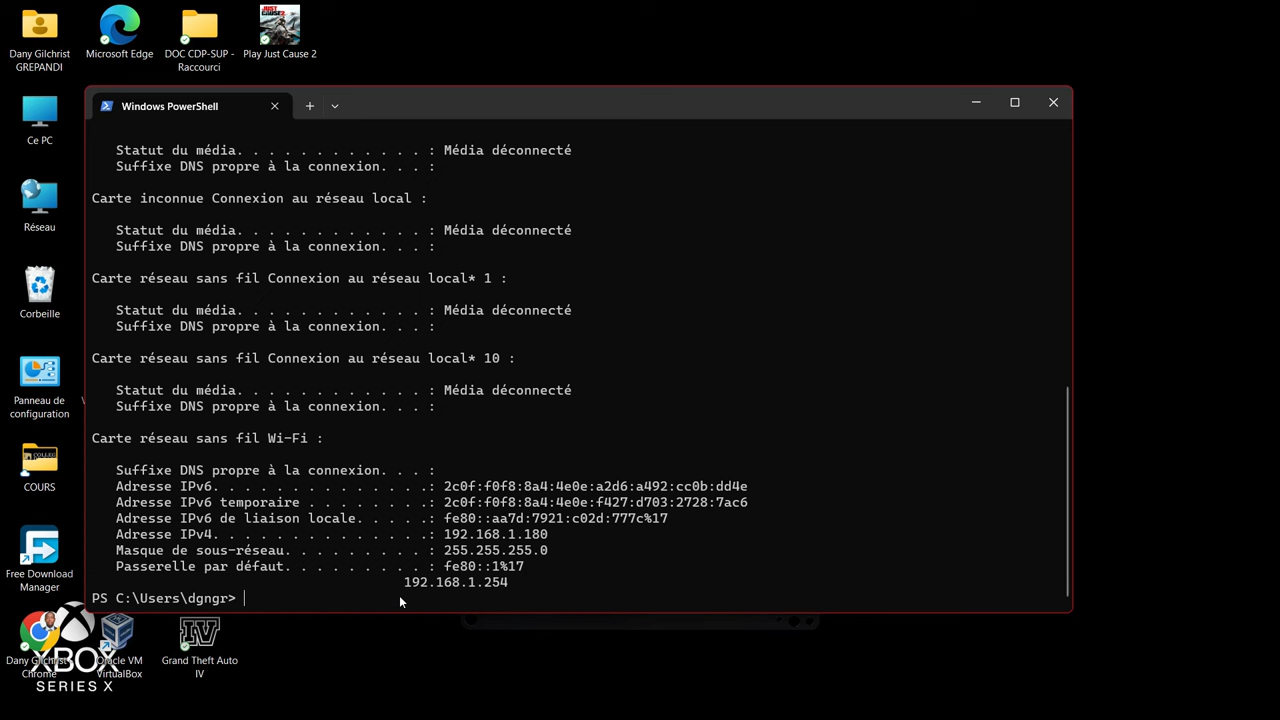 Dany Gilchrist
GREPANDI
Microsoft Edge
DOC CDP-SUP -
Raccourci
JUST
CAUSE 2
Play Just Cause 2
Ce PC
Réseau
Corbeille
Panneau de
configuration
COURS
Free Download
Manager
Dany Gilchrist
Chrome
Oracle VM
VirtualBox
Grand Theft Auto
IV
XBOX
SERIES X
Windows PowerShell
Statut du média. . . . . . . . . . . . : Média déconnecté
Suffixe DNS propre à la connexion. . . :
Carte inconnue Connexion au réseau local :
Statut du média. . . . . . . . . . . . : Média déconnecté
Suffixe DNS propre à la connexion. . . :
Carte réseau sans fil Connexion au réseau local* 1 :
Statut du média. . . . . . . . . . . . : Média déconnecté
Suffixe DNS propre à la connexion. . . :
Carte réseau sans fil Connexion au réseau local* 10 :
Statut du média. . . . . . . . . . . . : Média déconnecté
Suffixe DNS propre à la connexion. . . :
Carte réseau sans fil Wi-Fi :
Suffixe DNS propre à la connexion. . . :
Adresse IPv6. . . . . . . . . . . . . .: 2c0f:f0f8:8a4:4e0e:a2d6:a492:cc0b:dd4e
Adresse IPv6 temporaire . . . . . . . .: 2c0f:f0f8:8a4:4e0e:f427:d703:2728:7ac6
Adresse IPv6 de liaison locale. . . . .: fe80::aa7d:7921:c02d:777c%17
Adresse IPv4. . . . . . . . . . . . . .: 192.168.1.180
Masque de sous-réseau. . . . . . . . . : 255.255.255.0
Passerelle par défaut. . . . . . . . . : fe80::1%17
192.168.1.254
PS C:\Users\dgngr>